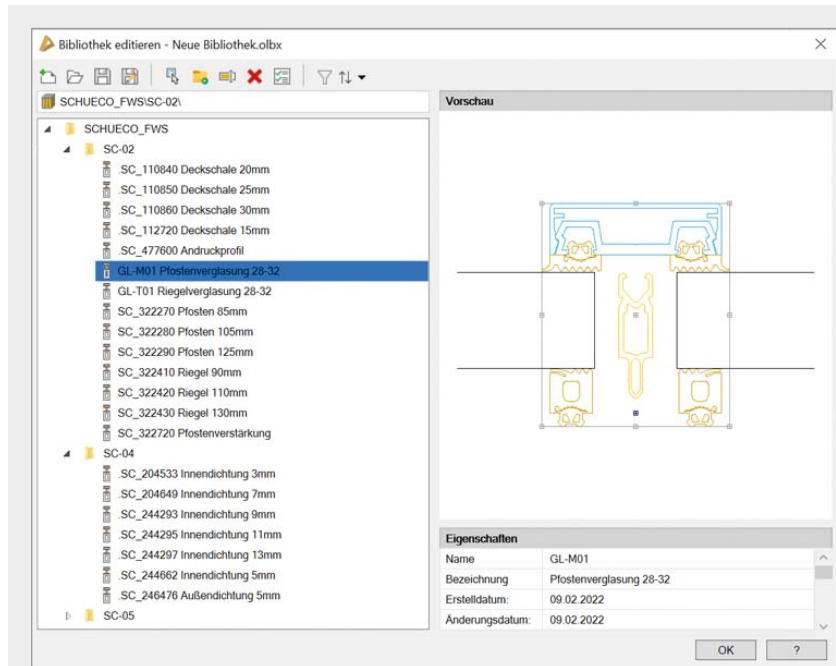 Bibliothek editieren - Neue Bibliothek.olbx
SCHUECO_FWS\SC-02\
Vorschau
SCHUECO_FWS
SC-02
.SC_110840 Deckschale 20mm
.SC_110850 Deckschale 25mm
.SC_110860 Deckschale 30mm
.SC_112720 Deckschale 15mm
.SC_477600 Andruckprofil
GL-M01 Pfostenverglasung 28-32
GL-T01 Riegelverglasung 28-32
SC_322270 Pfosten 85mm
SC_322280 Pfosten 105mm
SC_322290 Pfosten 125mm
SC_322410 Riegel 90mm
SC_322420 Riegel 110mm
SC_322430 Riegel 130mm
SC_322720 Pfostenverstärkung
SC-04
.SC_204533 Innendichtung 3mm
.SC_204649 Innendichtung 7mm
.SC_244293 Innendichtung 9mm
.SC_244295 Innendichtung 11mm
.SC_244297 Innendichtung 13mm
.SC_244662 Innendichtung 5mm
.SC_246476 Außendichtung 5mm
SC-05
Eigenschaften
Name GL-M01
Bezeichnung Pfostenverglasung 28-32
Erstelldatum: 09.02.2022
Änderungsdatum: 09.02.2022
OK ?